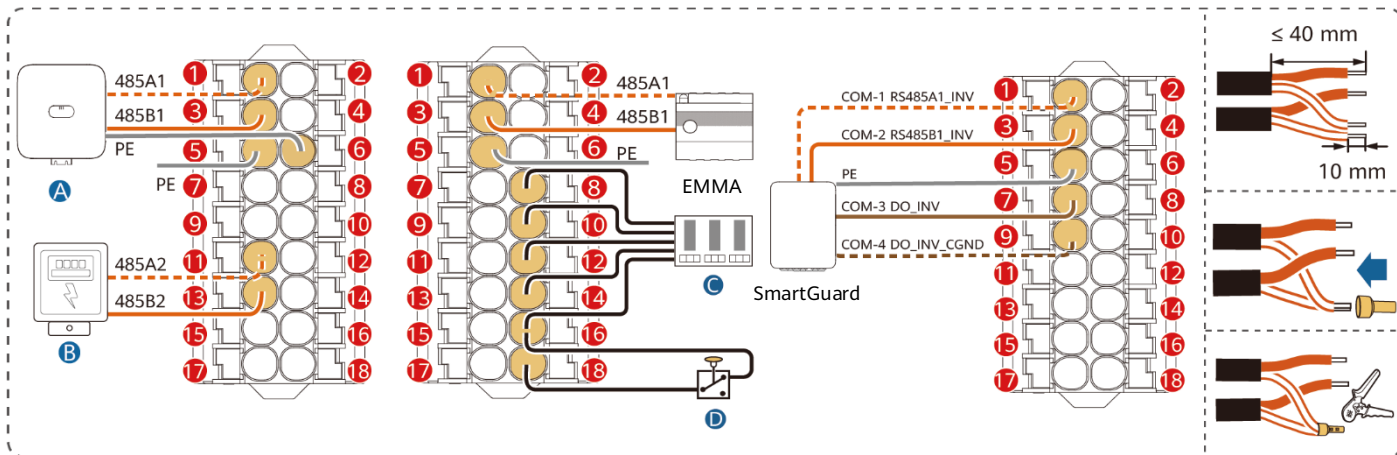 485A1
485B1
PE
PE
A
485A2
485B2
B
1
2
3
4
5
6
7
8
9
10
11
12
13
14
15
16
17
18
485A1
485B1
PE
EMMA
C
D
1
2
3
4
5
6
7
8
9
10
11
12
13
14
15
16
17
18
COM-1 RS485A1_INV
COM-2 RS485B1_INV
PE
COM-3 DO_INV
COM-4 DO_INV_CGND
SmartGuard
1
2
3
4
5
6
7
8
9
10
11
12
13
14
15
16
17
18
≤ 40 mm
10 mm